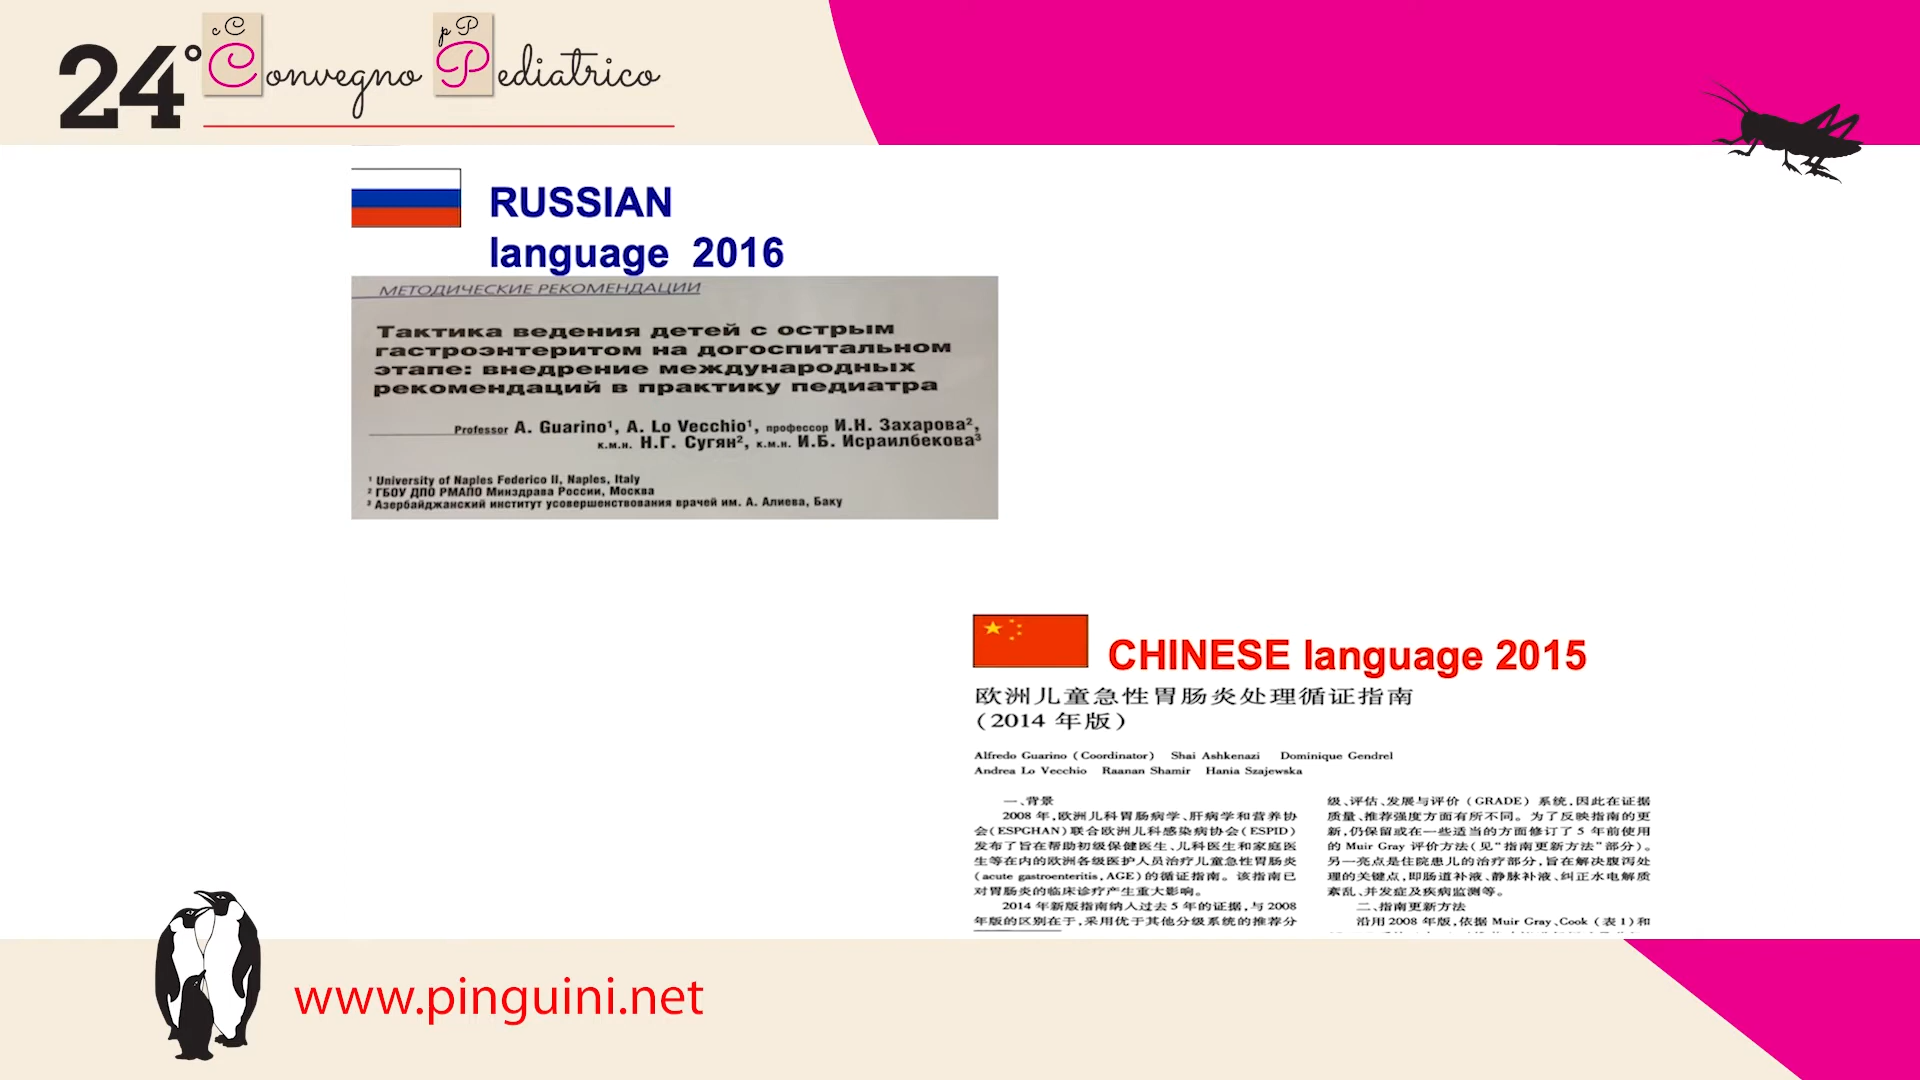 24° Convegno Pediatrico
RUSSIAN
language 2016
МЕТОДИЧЕСКИЕ РЕКОМЕНДАЦИИ
Тактика ведения детей с острым
гастроэнтеритом на догоспитальном
этапе: внедрение международных
рекомендаций в практику педиатра
Professor A. Guarino¹, A. Lo Vecchio¹, профессор И.Н. Захарова²,
к.м.н. Н.Г. Сугян², к.м.н. И.Б. Исраилбекова³
¹ University of Naples Federico II, Naples, Italy
² ГБОУ ДПО РМАПО Минздрава России, Москва
³ Азербайджанский институт усовершенствования врачей им. А. Алиева, Баку
CHINESE language 2015
欧洲儿童急性胃肠炎处理循证指南
(2014 年版)
Alfredo Guarino (Coordinator) Shai Ashkenazi Dominique Gendrel
Andrea Lo Vecchio Raanan Shamir Hania Szajewska
一、背景
2008 年,欧洲儿科胃肠病学、肝病学和营养协
会(ESPGHAN)联合欧洲儿科感染病协会(ESPID)
发布了旨在帮助初级保健医生、儿科医生和家庭医
生等在内的欧洲各级医护人员治疗儿童急性胃肠炎
(acute gastroenteritis,AGE)的循证指南。该指南已
对胃肠炎的临床诊疗产生重大影响。
2014 年新版指南纳入过去 5 年的证据,与 2008
年版的区别在于,采用优于其他分级系统的推荐分
级、评估、发展与评价(GRADE)系统,因此在证据
质量、推荐强度方面有所不同。为了反映指南的更
新,仍保留或在一些适当的方面修订了 5 年前使用
的 Muir Gray 评价方法(见“指南更新方法”部分)。
另一亮点是住院患儿的治疗部分,旨在解决腹泻处
理的关键点,即肠道补液、静脉补液、纠正水电解质
紊乱、并发症及疾病监测等。
二、指南更新方法
沿用 2008 年版,依据 Muir Gray、Cook(表 1)和
www.pinguini.net